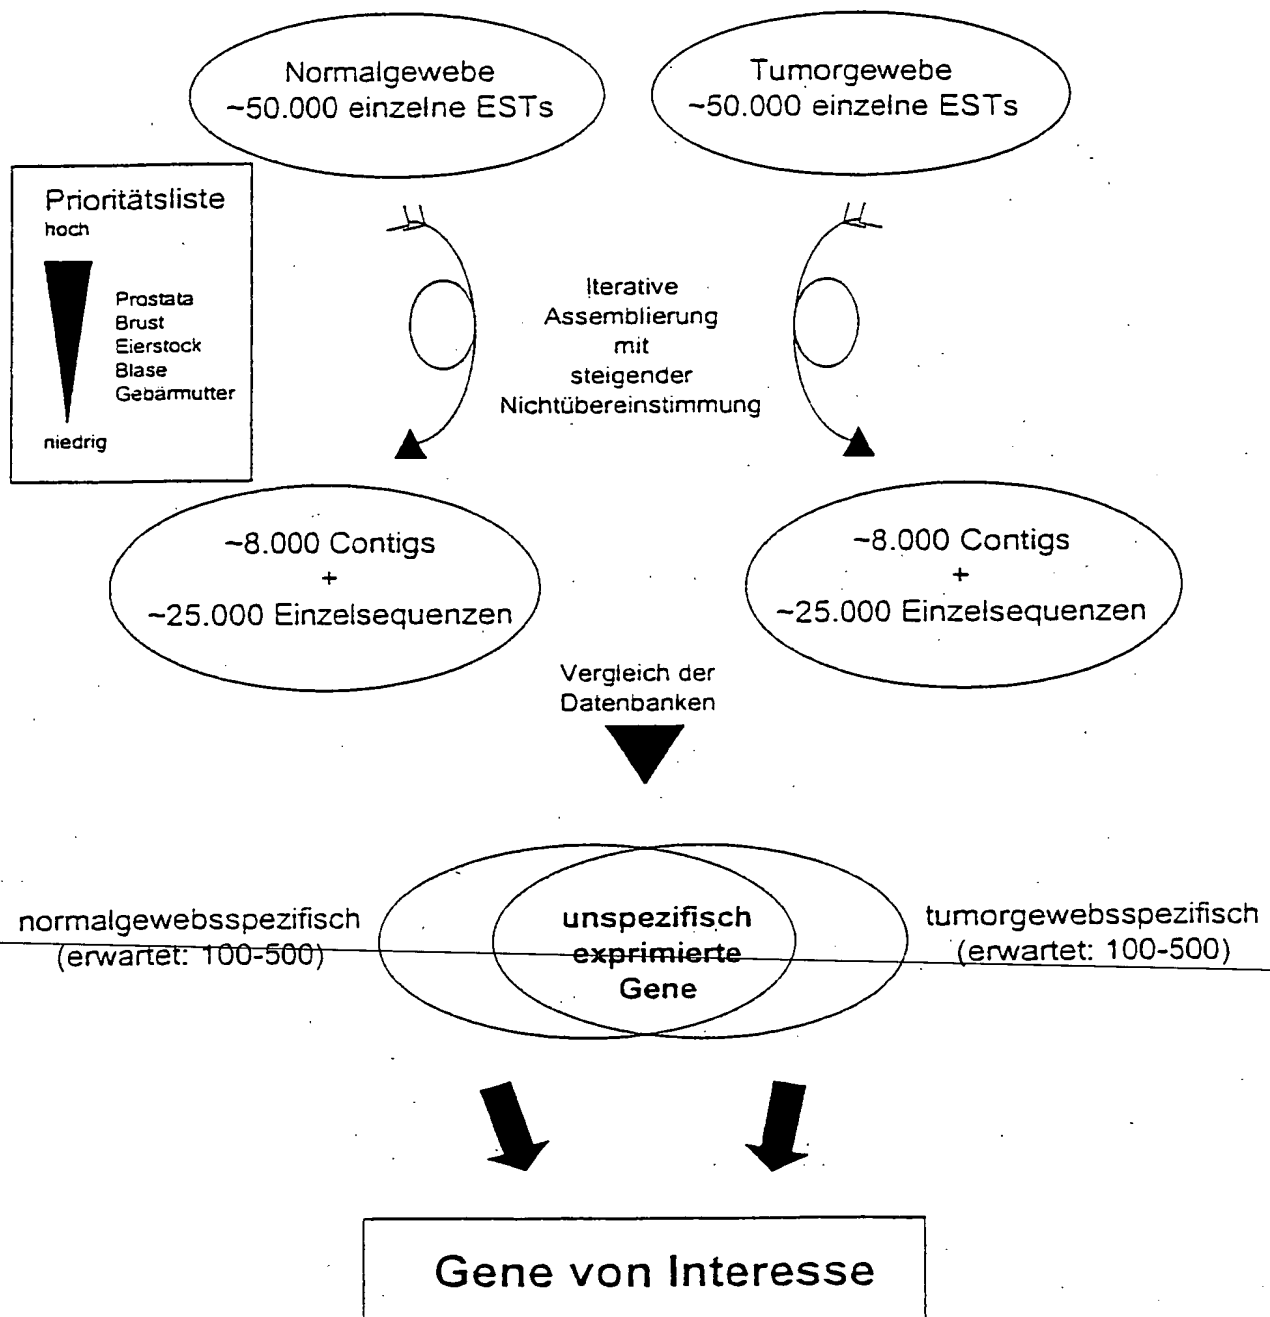 Normalgewebe
~50.000 einzelne ESTs
Tumorgewebe
~50.000 einzelne ESTs
Prioritätsliste
hoch
Prostata
Brust
Eierstock
Blase
Gebärmutter
niedrig
Iterative
Assemblierung
mit
steigender
Nichtübereinstimmung
~8.000 Contigs
+
~25.000 Einzelsequenzen
~8.000 Contigs
+
~25.000 Einzelsequenzen
Vergleich der
Datenbanken
normalgewebsspezifisch
(erwartet: 100-500)
unspezifisch
exprimierte
Gene
tumorgewebsspezifisch
(erwartet: 100-500)
Gene von Interesse